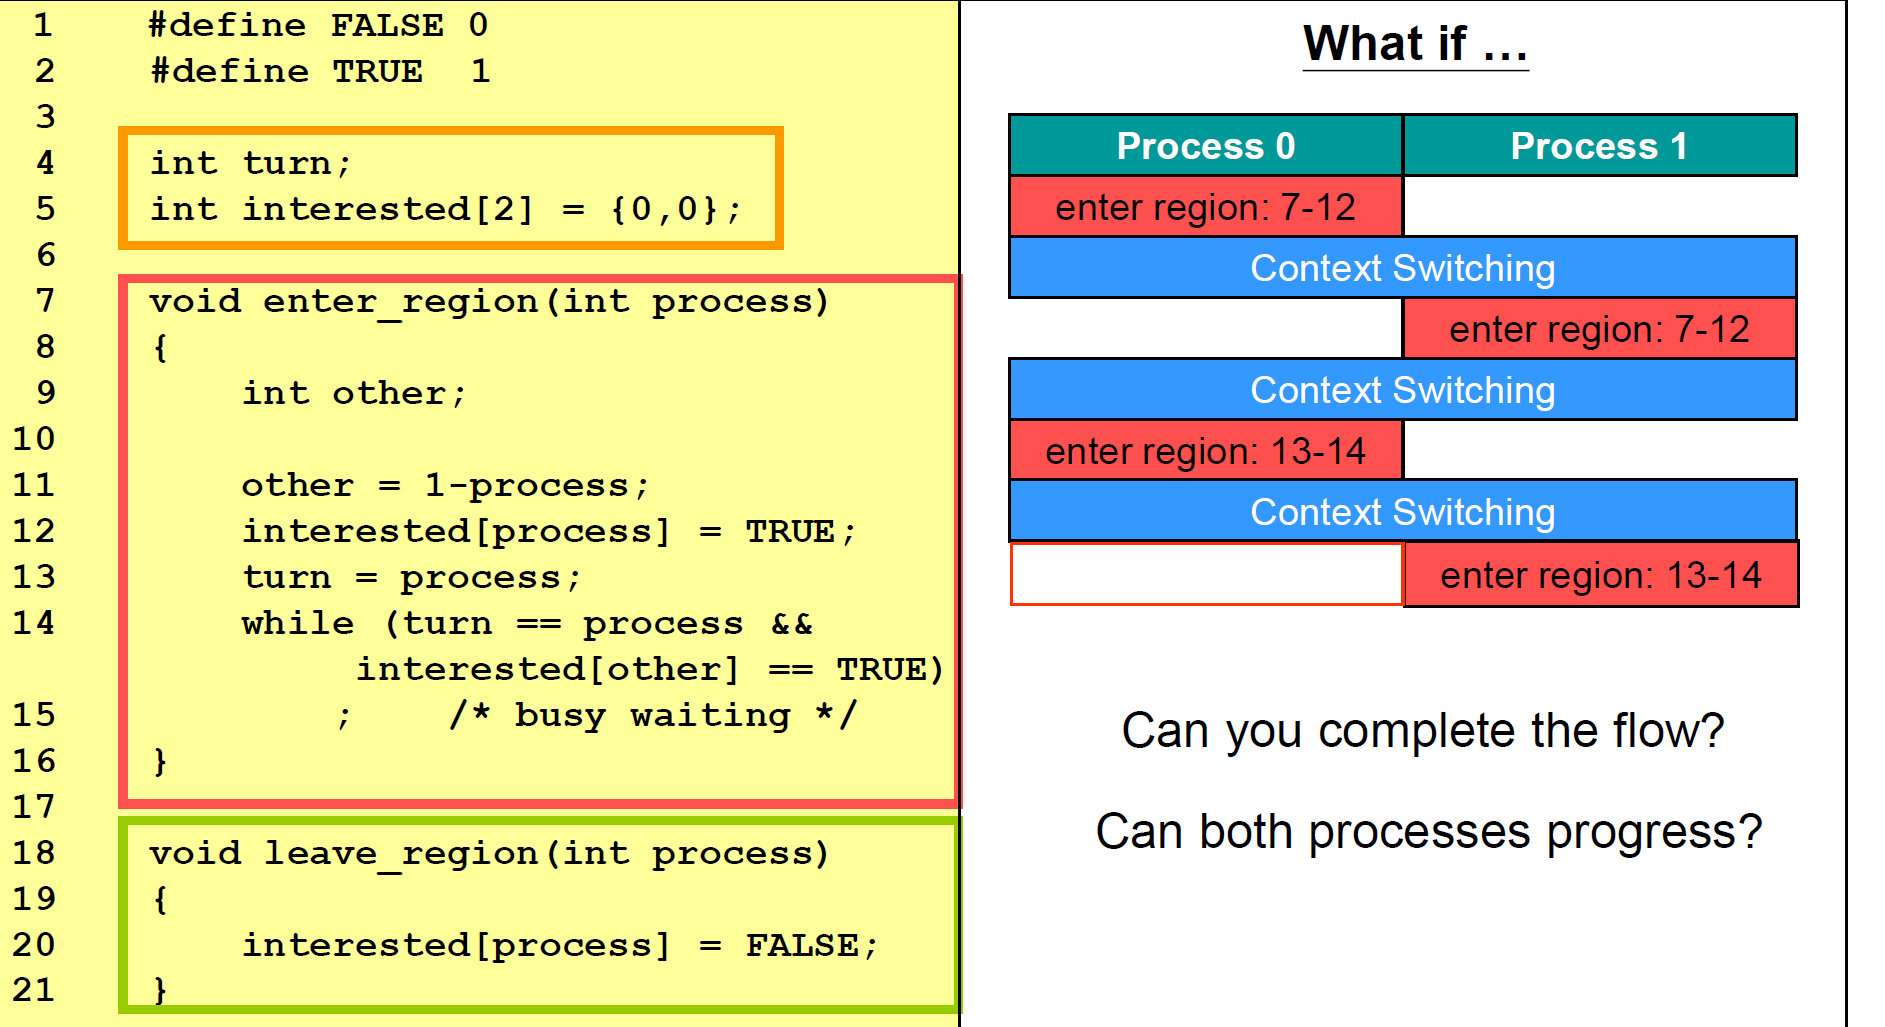 1 #define FALSE 0
2 #define TRUE 1
3
4 int turn;
5 int interested[2] = {0,0};
6
7 void enter_region(int process)
8 {
9 int other;
10
11 other = 1-process;
12 interested[process] = TRUE;
13 turn = process;
14 while (turn == process &&
interested[other] == TRUE)
15 ; /* busy waiting */
16 }
17
18 void leave_region(int process)
19 {
20 interested[process] = FALSE;
21 }
What if …
Process 0 Process 1
enter region: 7-12
Context Switching
enter region: 7-12
Context Switching
enter region: 13-14
Context Switching
enter region: 13-14
Can you complete the flow?
Can both processes progress?